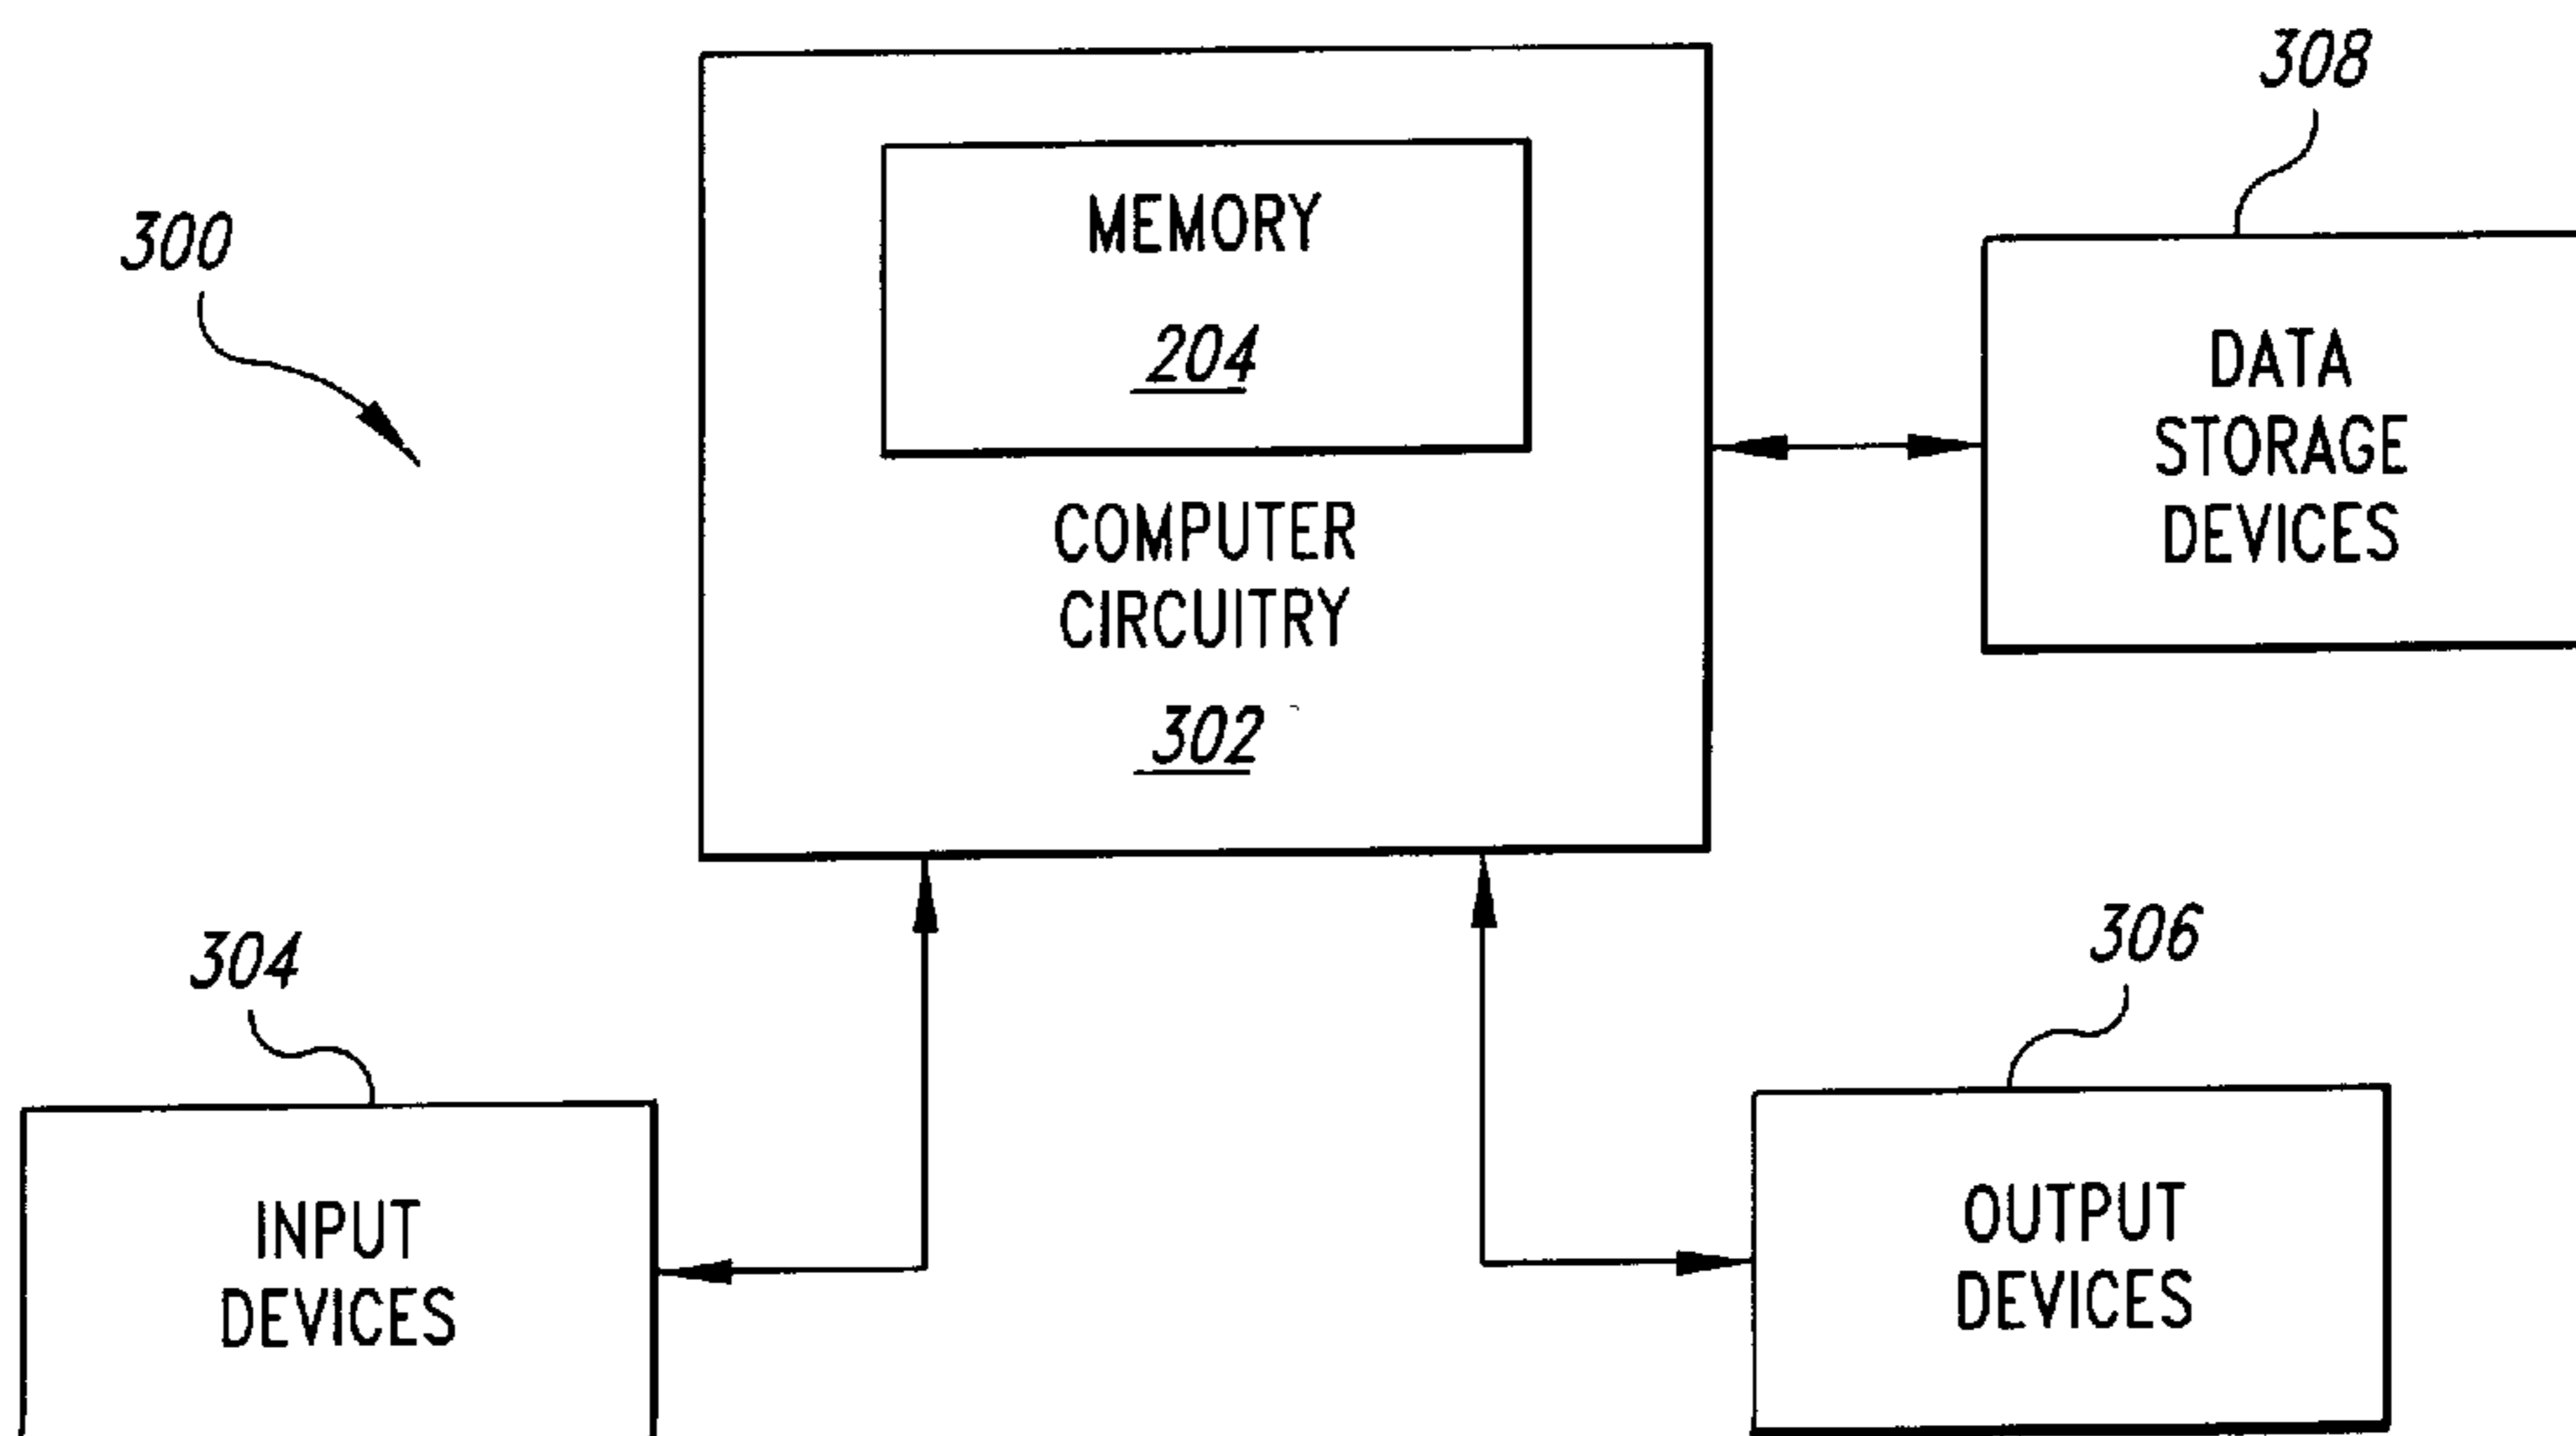 308
300
MEMORY
204
DATA
STORAGE
DEVICES
COMPUTER
CIRCUITRY
302
304
306
INPUT
DEVICES
OUTPUT
DEVICES